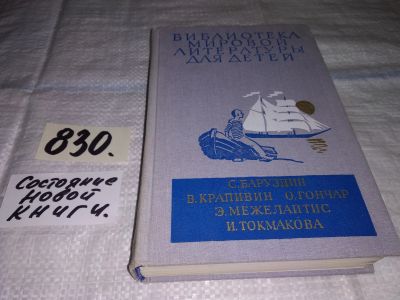 БИБЛИОТЕКА
МИРОВОЙ
ЛИТЕРАТУРЫ
ДЛЯ ДЕТЕЙ
С. БАРУЗДИН
В. КРАПИВИН О. ГОНЧАР
Э. МЕЖЕЛАЙТИС
И. ТОКМАКОВА
830.
Состояние
новой
книги.